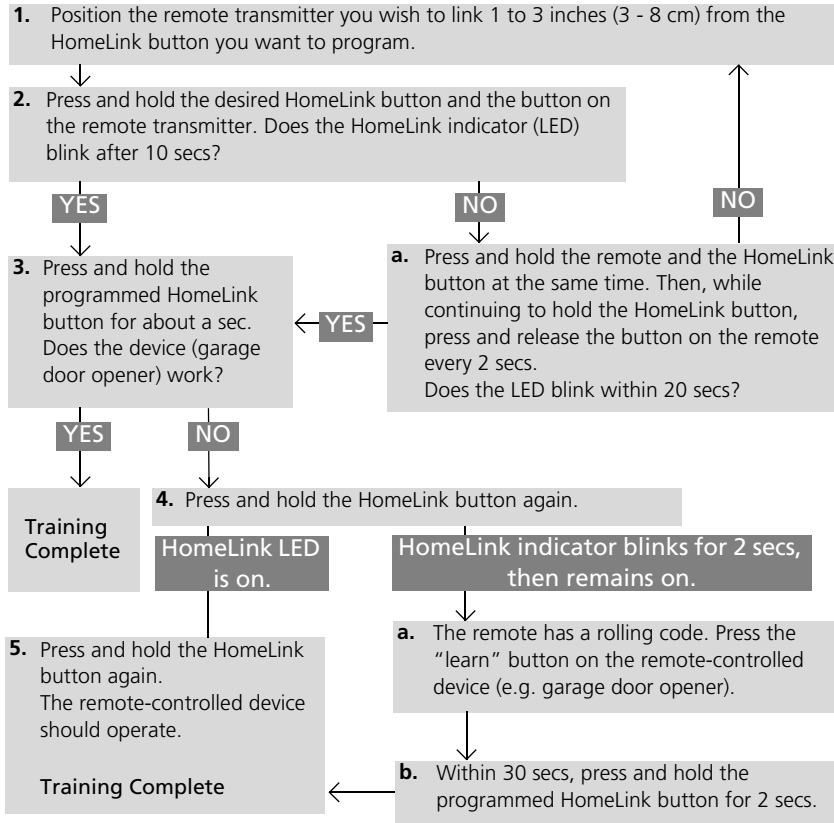 1. Position the remote transmitter you wish to link 1 to 3 inches (3 - 8 cm) from the
HomeLink button you want to program.
2. Press and hold the desired HomeLink button and the button on
the remote transmitter. Does the HomeLink indicator (LED)
blink after 10 secs?
YES
NO
NO
a. Press and hold the remote and the HomeLink
button at the same time. Then, while
continuing to hold the HomeLink button,
press and release the button on the remote
every 2 secs.
Does the LED blink within 20 secs?
YES
3. Press and hold the
programmed HomeLink
button for about a sec.
Does the device (garage
door opener) work?
YES
NO
Training
Complete
4. Press and hold the HomeLink button again.
HomeLink LED
is on.
HomeLink indicator blinks for 2 secs,
then remains on.
a. The remote has a rolling code. Press the
“learn” button on the remote-controlled
device (e.g. garage door opener).
b. Within 30 secs, press and hold the
programmed HomeLink button for 2 secs.
5. Press and hold the HomeLink
button again.
The remote-controlled device
should operate.
Training Complete